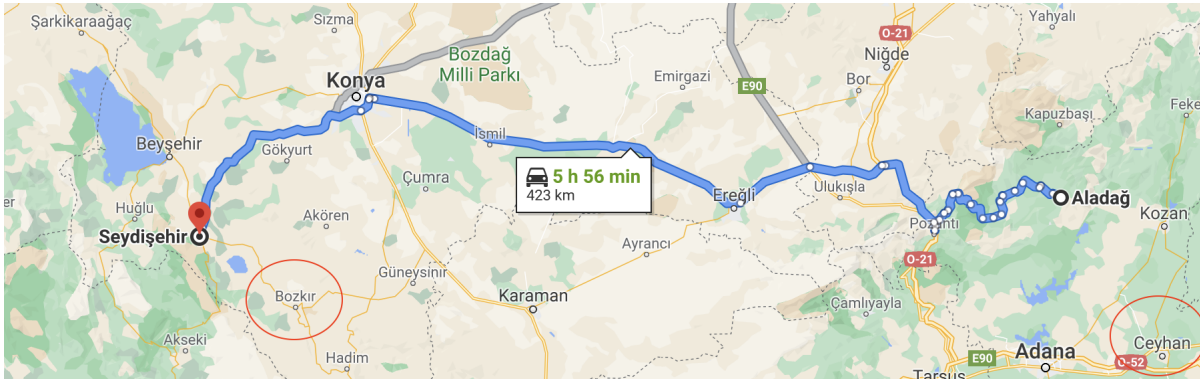 Şarkikaraağaç
Sizma
Yahyalı
O-21
Bozdağ
Milli Parkı
Niğde
Konya
Emirgazi
Bor
E90
Feke
Kapuzbaşı
İsmil
Beyşehir
Gökyurt
5 h 56 min
423 km
Çumra
Ulukışla
Ereğli
Aladağ
Huğlu
Akören
Pozantı
Kozan
Seydişehir
Ayrancı
O-21
Güneysınır
Bozkır
Karaman
Çamlıyayla
Akseki
Hadim
Ceyhan
Adana
E90
O-52
Tarsus